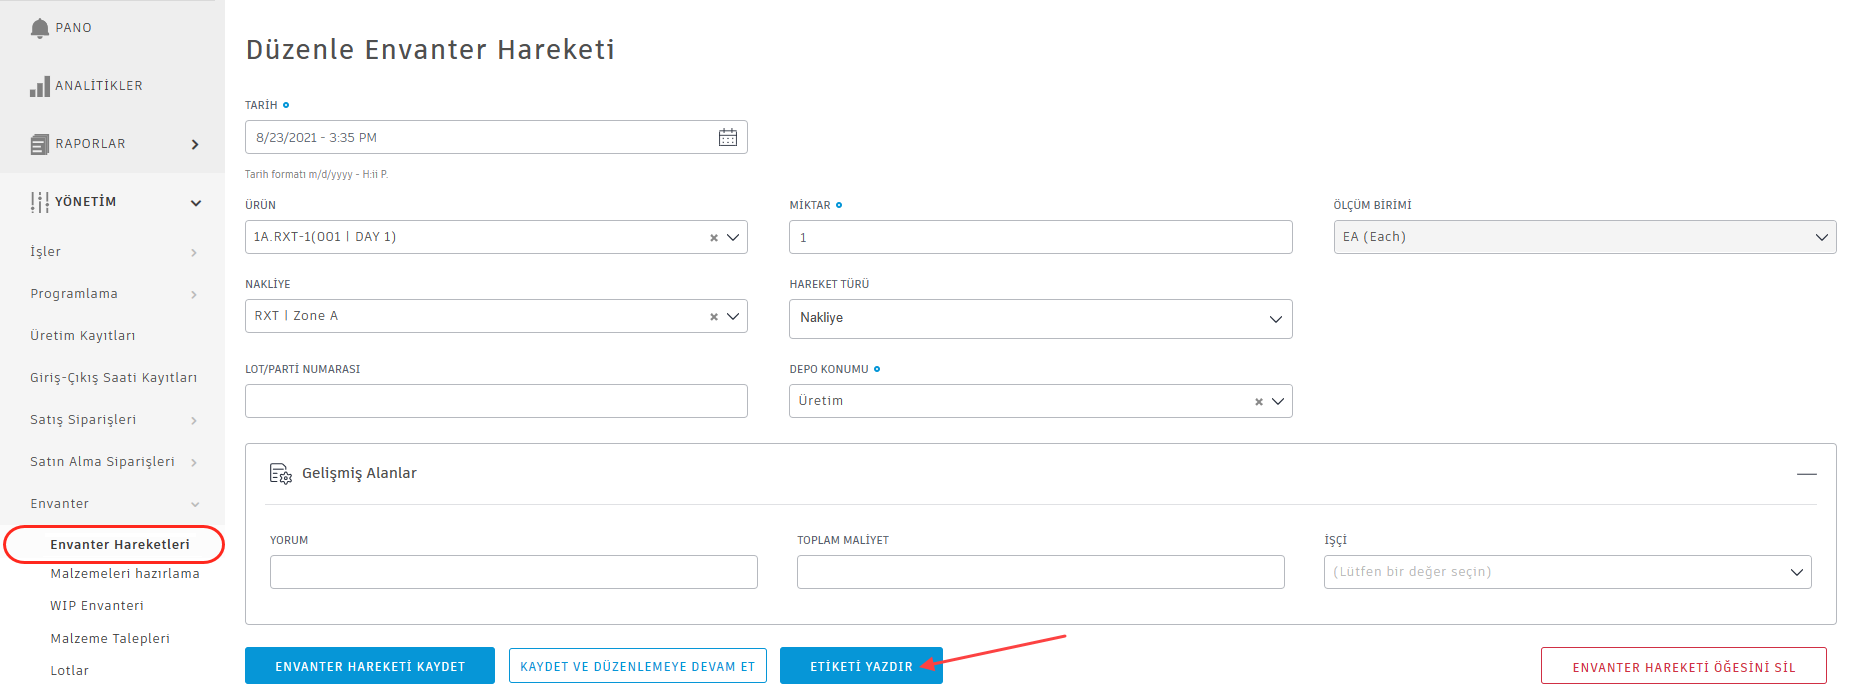 PANO
ANALİTİKLER
RAPORLAR
YÖNETİM
İşler
Programlama
Üretim Kayıtları
Giriş-Çıkış Saati Kayıtları
Satış Siparişleri
Satın Alma Siparişleri
Envanter
Envanter Hareketleri
Malzemeleri hazırlama
WIP Envanteri
Malzeme Talepleri
Lotlar
Düzenle Envanter Hareketi
TARİH
8/23/2021 - 3:35 PM
Tarih formatı m/d/yyyy - H:ii P.
ÜRÜN
1A.RXT-1(001 | DAY 1)
MİKTAR
1
ÖLÇÜM BİRİMİ
EA (Each)
NAKLİYE
RXT | Zone A
HAREKET TÜRÜ
Nakliye
LOT/PARTİ NUMARASI
DEPO KONUMU
Üretim
Gelişmiş Alanlar
YORUM
TOPLAM MALİYET
İŞÇİ
(Lütfen bir değer seçin)
ENVANTER HAREKETİ KAYDET
KAYDET VE DÜZENLEMEYE DEVAM ET
ETİKETİ YAZDIR
ENVANTER HAREKETİ ÖĞESİNİ SİL